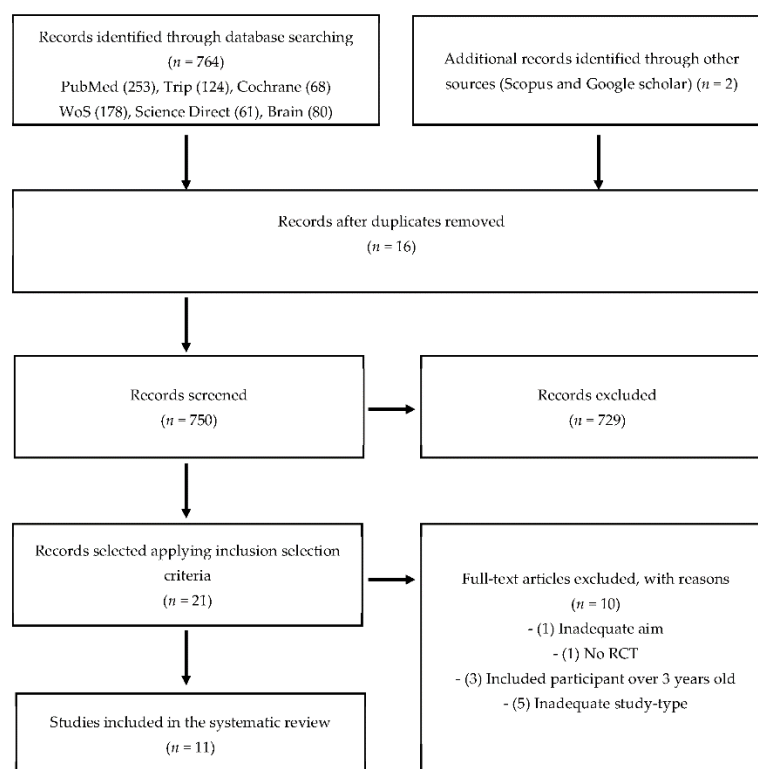 Records identified through database searching
(n = 764)
PubMed (253), Trip (124), Cochrane (68)
WoS (178), Science Direct (61), Brain (80)
Additional records identified through other
sources (Scopus and Google scholar) (n = 2)
Records after duplicates removed
(n = 16)
Records screened
(n = 750)
Records excluded
(n = 729)
Records selected applying inclusion selection
criteria
(n = 21)
Full-text articles excluded, with reasons
(n = 10)
- (1) Inadequate aim
- (1) No RCT
- (3) Included participant over 3 years old
- (5) Inadequate study-type
Studies included in the systematic review
(n = 11)